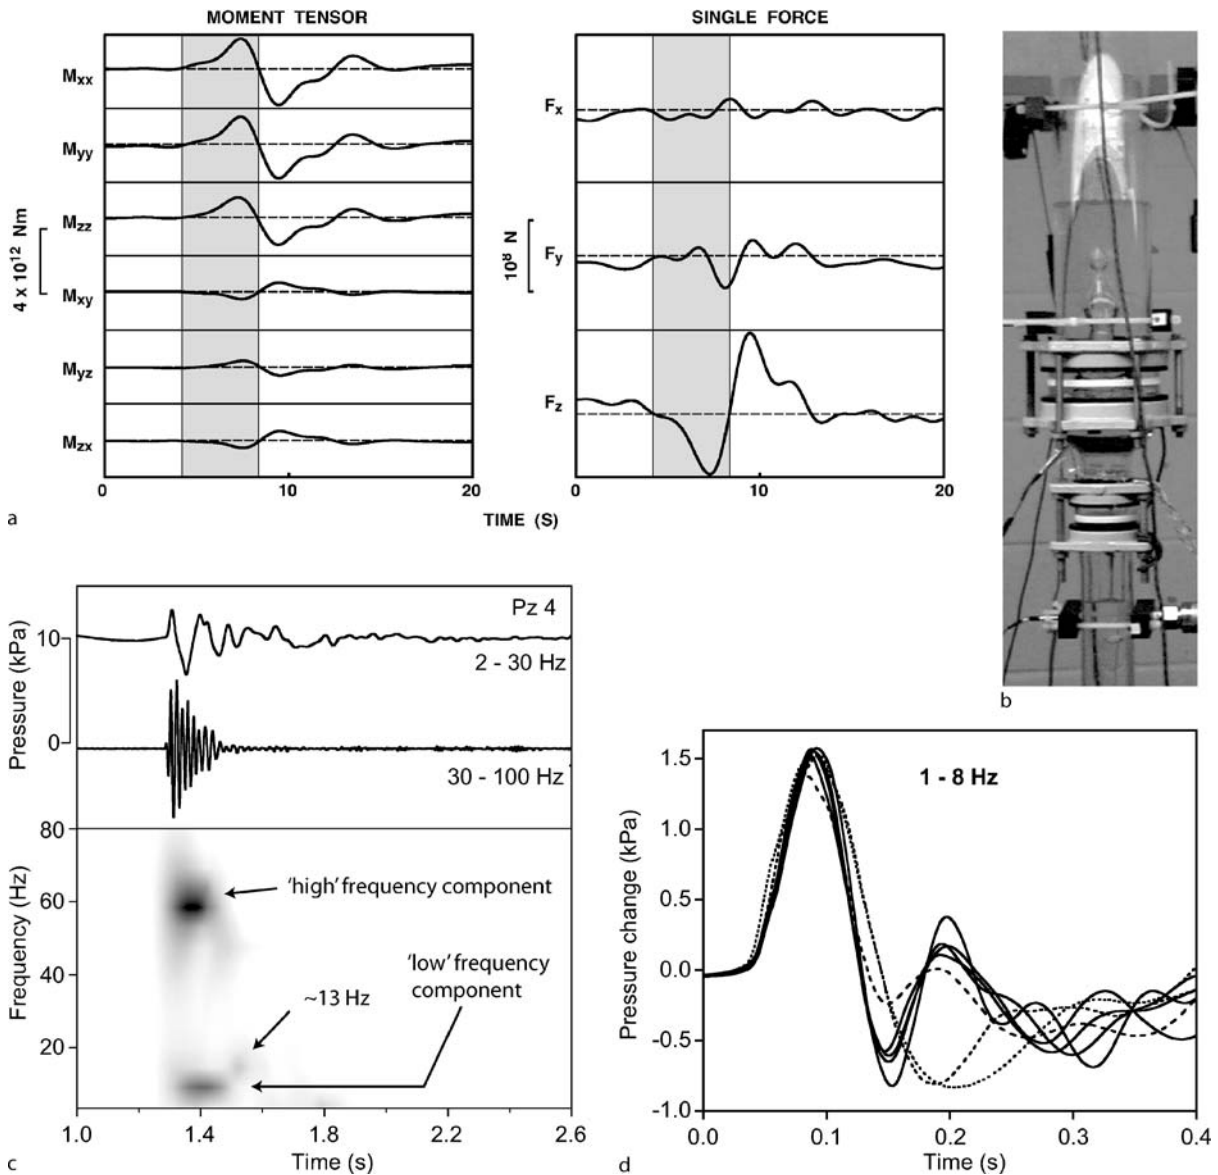 MOMENT TENSOR
SINGLE FORCE
Mxx
Myy
Mzz
Mxy
Myz
Mzx
4 x 10¹² Nm
0
10
20
Fx
Fy
Fz
10⁸ N
0
10
20
TIME (S)
a
b
Pz 4
2 - 30 Hz
30 - 100 Hz
Pressure (kPa)
10
0
80
60
40
20
Frequency (Hz)
'high' frequency component
'low' frequency
component
~13 Hz
1.0
1.4
1.8
2.2
2.6
Time (s)
c
1 - 8 Hz
Pressure change (kPa)
1.5
1.0
0.5
0.0
-0.5
-1.0
0.0
0.1
0.2
0.3
0.4
Time (s)
d